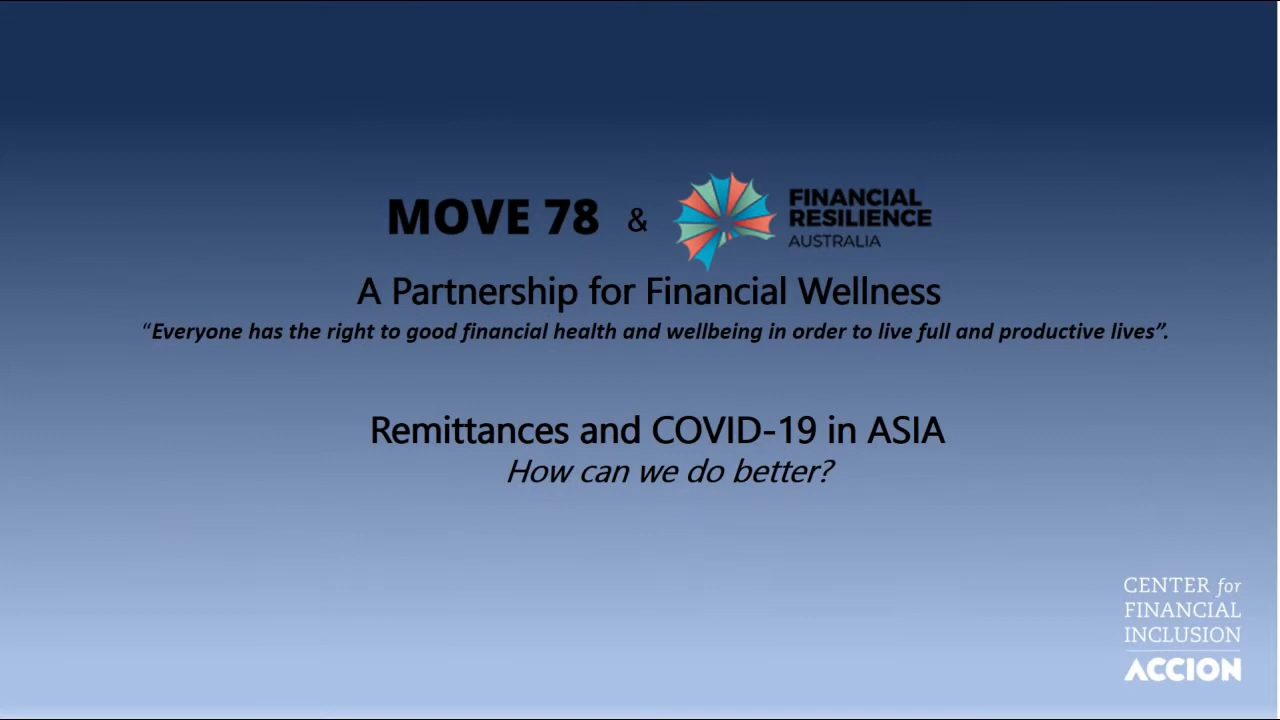 MOVE 78 & FINANCIAL
RESILIENCE
AUSTRALIA
A Partnership for Financial Wellness
“Everyone has the right to good financial health and wellbeing in order to live full and productive lives”.
Remittances and COVID-19 in ASIA
How can we do better?
CENTER for
FINANCIAL
INCLUSION
ACCION